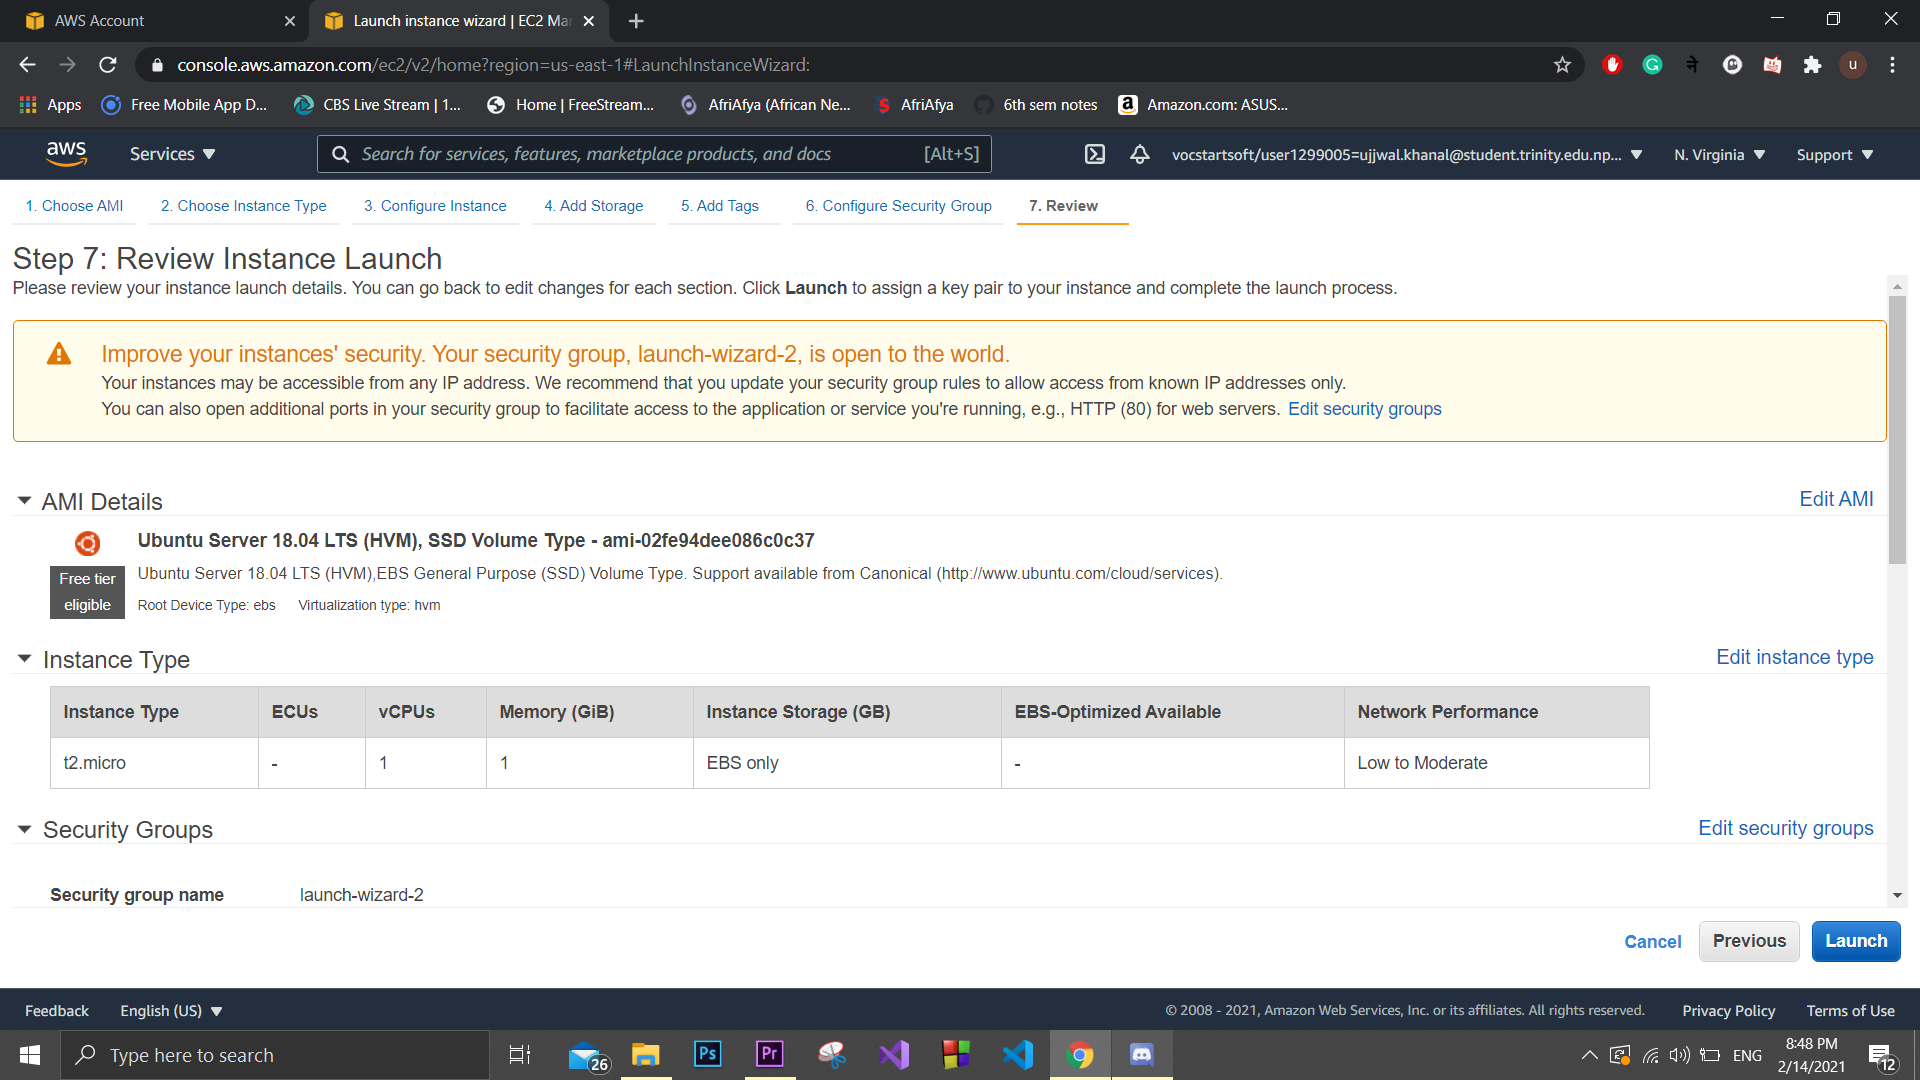 AWS Account
Launch instance wizard | EC2 Mar
console.aws.amazon.com/ec2/v2/home?region=us-east-1#LaunchInstanceWizard:
u
Apps
Free Mobile App D...
CBS Live Stream | 1...
Home | FreeStream...
AfriAfya (African Ne...
AfriAfya
6th sem notes
Amazon.com: ASUS...
aws
Services
Search for services, features, marketplace products, and docs
[Alt+S]
vocstartsoft/user1299005=ujjwal.khanal@student.trinity.edu.np...
N. Virginia
Support
1. Choose AMI
2. Choose Instance Type
3. Configure Instance
4. Add Storage
5. Add Tags
6. Configure Security Group
7. Review
Step 7: Review Instance Launch
Please review your instance launch details. You can go back to edit changes for each section. Click Launch to assign a key pair to your instance and complete the launch process.
Improve your instances' security. Your security group, launch-wizard-2, is open to the world.
Your instances may be accessible from any IP address. We recommend that you update your security group rules to allow access from known IP addresses only.
You can also open additional ports in your security group to facilitate access to the application or service you're running, e.g., HTTP (80) for web servers. Edit security groups
AMI Details
Edit AMI
Ubuntu Server 18.04 LTS (HVM), SSD Volume Type - ami-02fe94dee086c0c37
Free tier
eligible
Ubuntu Server 18.04 LTS (HVM),EBS General Purpose (SSD) Volume Type. Support available from Canonical (http://www.ubuntu.com/cloud/services).
Root Device Type: ebs
Virtualization type: hvm
Instance Type
Edit instance type
Instance Type
ECUs
vCPUs
Memory (GiB)
Instance Storage (GB)
EBS-Optimized Available
Network Performance
t2.micro
-
1
1
EBS only
-
Low to Moderate
Security Groups
Edit security groups
Security group name
launch-wizard-2
Cancel
Previous
Launch
Feedback
English (US)
© 2008 - 2021, Amazon Web Services, Inc. or its affiliates. All rights reserved.
Privacy Policy
Terms of Use
Type here to search
26
Ps
Pr
ENG
8:48 PM
2/14/2021
12